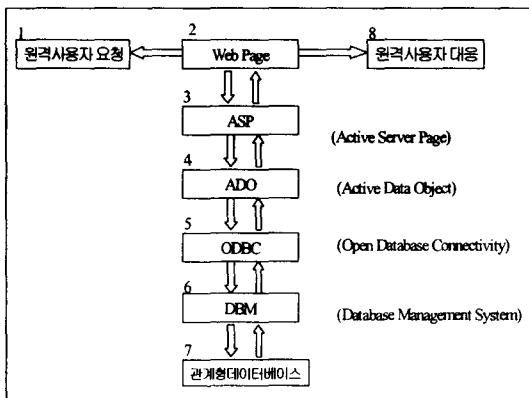 1
원격사용자 요청
2
Web Page
8
원격사용자 대응
3
ASP
(Active Server Page)
4
ADO
(Active Data Object)
5
ODBC
(Open Database Connectivity)
6
DBM
(Database Management System)
7
관계형데이터베이스